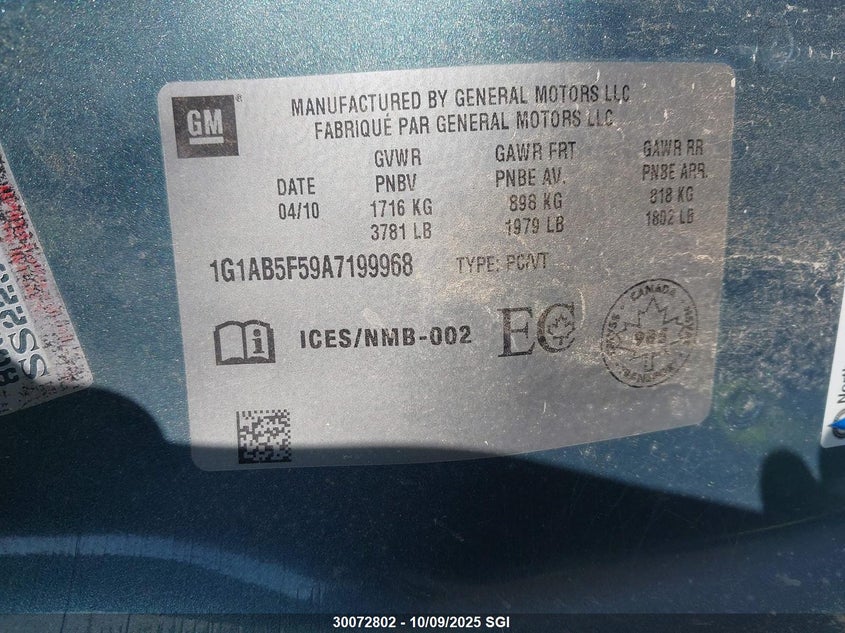 GM
MANUFACTURED BY GENERAL MOTORS LLC
FABRIQUÉ PAR GENERAL MOTORS LLC
GVWR GAWR FRT GAWR RR
DATE PNBV PNBE AV. PNBE ARR.
04/10 1716 KG 898 KG 818 KG
3781 LB 1979 LB 1802 LB
1G1AB5F59A7199968 TYPE: PC/VT
ICES/NMB-002 EC
CANADA
30072802 - 10/09/2025 SGI